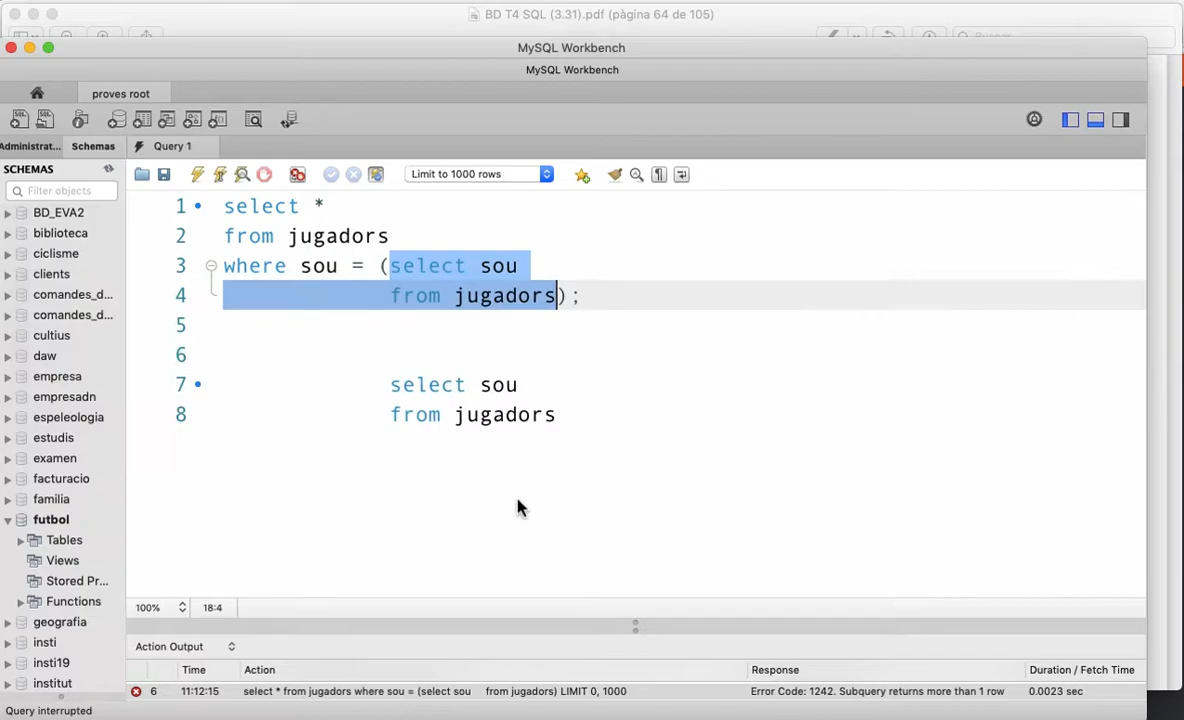 BD T4 SQL (3.31).pdf (pàgina 64 de 105)
MySQL Workbench
MySQL Workbench
proves root
Administrat... Schemas Query 1
SCHEMAS
Limit to 1000 rows
Filter objects
BD_EVA2
biblioteca
ciclisme
clients
comandes_d...
comandes_d...
cultius
daw
empresa
empresadn
espeleologia
estudis
examen
facturacio
familia
futbol
Tables
Views
Stored Pr...
Functions
geografia
insti
insti19
institut
1 select *
2 from jugadors
3 where sou = (select sou
4 from jugadors);
5
6
7 select sou
8 from jugadors
100% 18:4
Action Output
Time Action Response Duration / Fetch Time
6 11:12:15 select * from jugadors where sou = (select sou from jugadors) LIMIT 0, 1000 Error Code: 1242. Subquery returns more than 1 row 0.0023 sec
Query interrupted